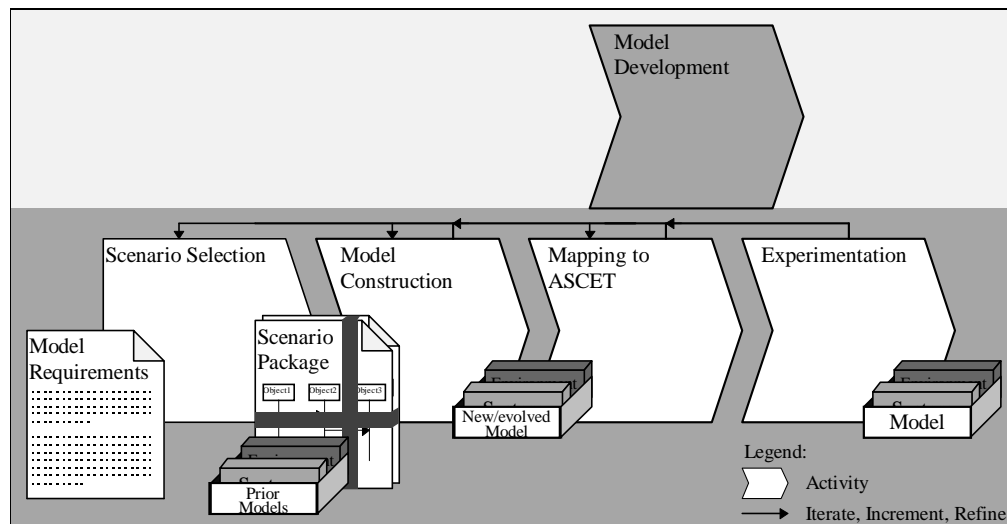 Model
Development
Scenario Selection
Model
Construction
Mapping to
ASCET
Experimentation
Model
Requirements
Scenario
Package
Object1
Object2
Object3
Prior
Models
New/evolved
Model
Model
Legend:
Activity
Iterate, Increment, Refine